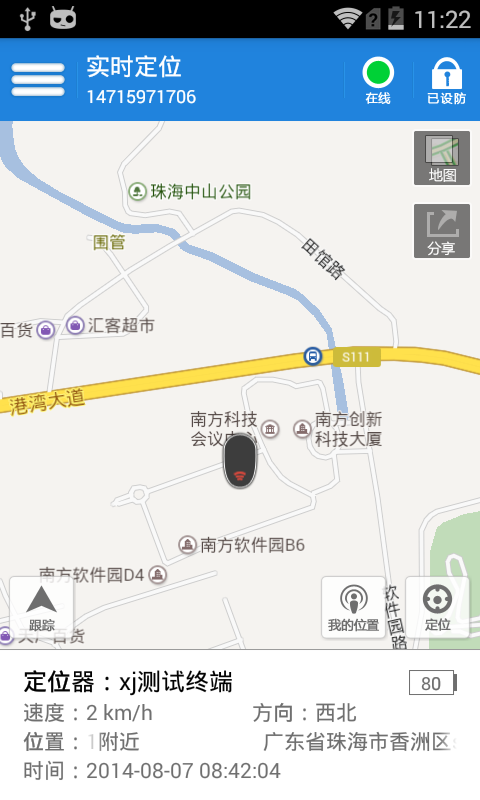 11:22
实时定位
14715971706
在线
已设防
地图
珠海中山公园
分享
围管
田馆路
百货
汇客超市
S111
港湾大道
南方科技
会议中心
南方创新
科技大厦
南方软件园B6
南方软件园D4
跟踪
我的位置
定位
软件园路
天广百货
定位器：xj测试终端
80
速度：2 km/h
方向：西北
位置：1附近
广东省珠海市香洲区
时间：2014-08-07 08:42:04